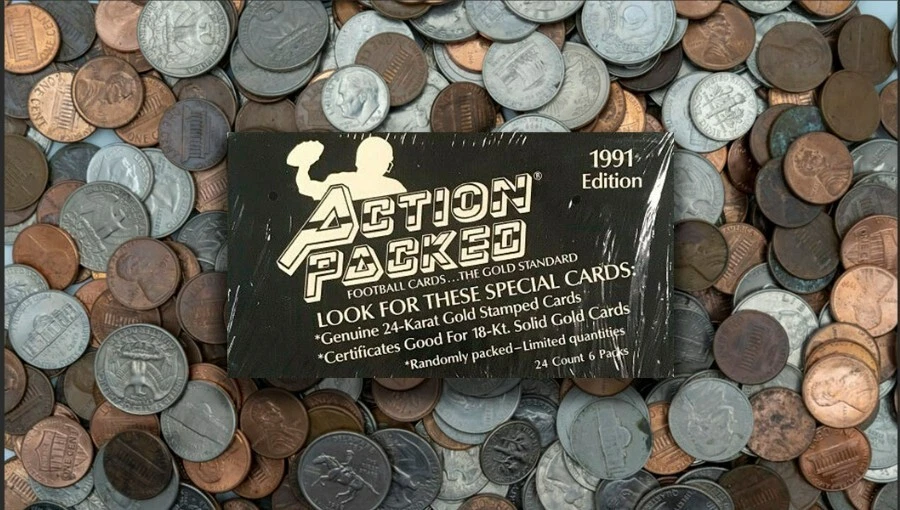 1991
Edition
ACTION
PACKED®
FOOTBALL CARDS...THE GOLD STANDARD
LOOK FOR THESE SPECIAL CARDS:
*Genuine 24-Karat Gold Stamped Cards
*Certificates Good For 18-Kt. Solid Gold Cards
*Randomly packed–Limited quantities
24 Count 6 Packs